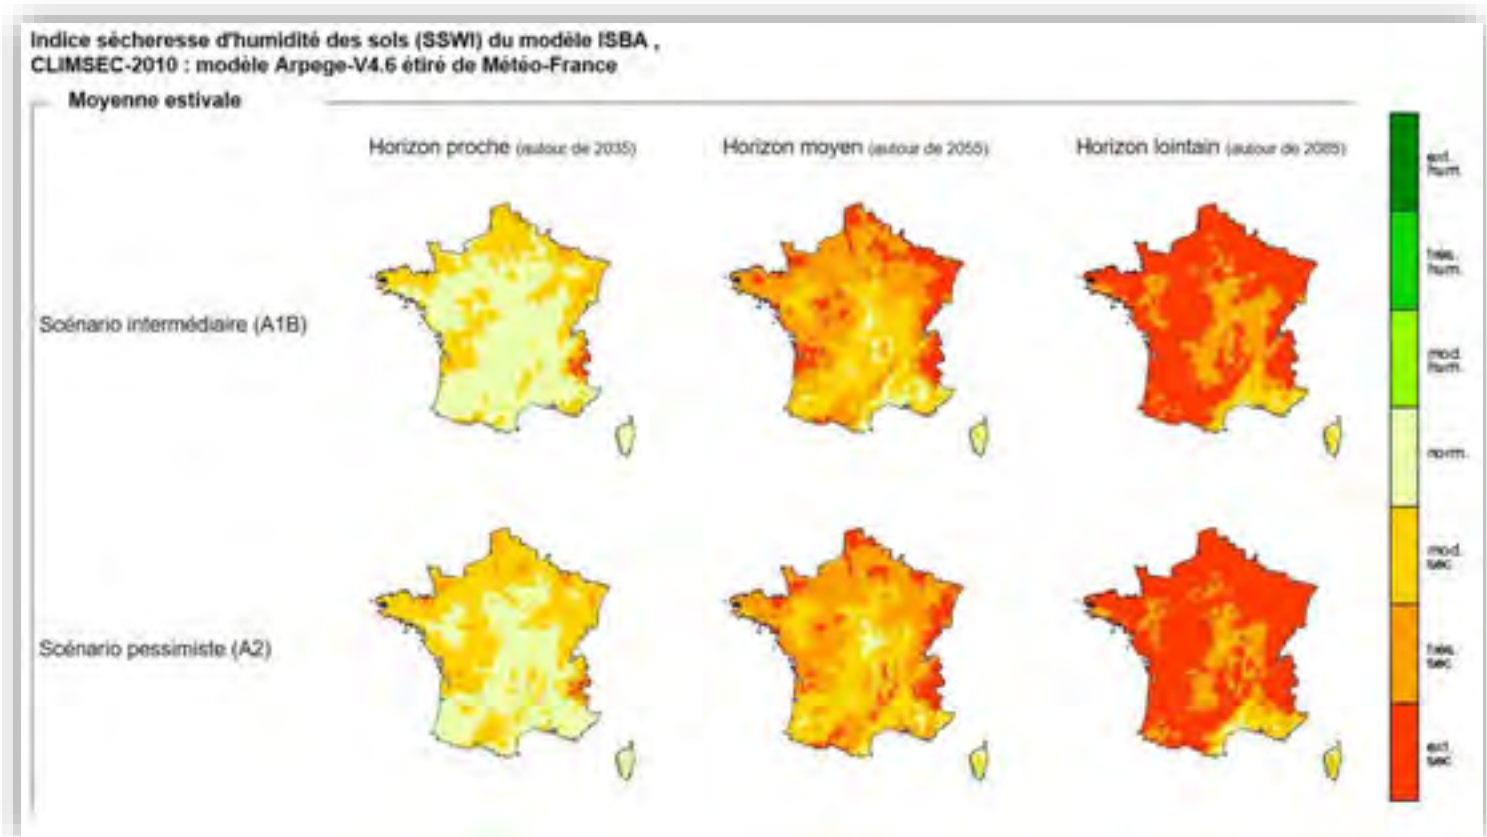 Indice sécheresse d'humidité des sols (SSWI) du modèle ISBA ,
CLIMSEC-2010 : modèle Arpege-V4.6 étiré de Météo-France
Moyenne estivale
Horizon proche (autour de 2035)
Horizon moyen (autour de 2055)
Horizon lointain (autour de 2085)
Scénario intermédiaire (A1B)
Scénario pessimiste (A2)
ext.
hum.
très.
hum.
mod.
hum.
norm.
mod.
sec
très.
sec
ext.
sec